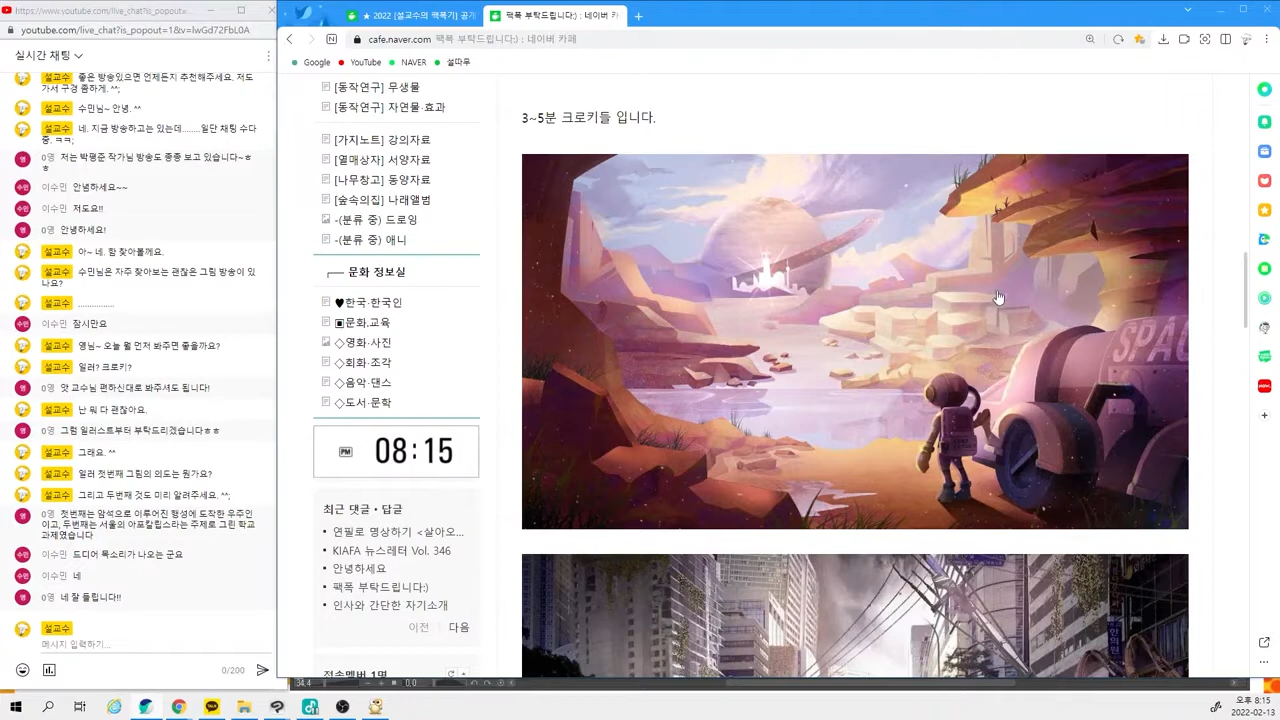 https://www.youtube.com/live_chat?is_popout=...
youtube.com/live_chat?is_popout=1&v=lwGd72FbL0A
실시간 채팅
설교수 좋은 방송있으면 언제든지 추천해주세요. 저도
가서 구경 좀하게. ^^;
설교수 수민님~ 안녕. ^^
설교수 네. 지금 방송하고는 있는데........일단 채팅 수다
중. ㅋㅋ;
0영 저는 박평준 작가님 방송도 종종 보고 있습니다~ㅎ
ㅎ
이수민 안녕하세요~~
이수민 저도요!!
0영 안녕하세요!
설교수 아~ 네. 함 찾아볼께요.
설교수 수민님은 자주 찾아보는 괜찮은 그림 방송이 있
나요?
설교수 ................
이수민 잠시만요
설교수 영님~ 오늘 뭘 먼저 봐주면 좋을까요?
설교수 일러? 크로키?
0영 앗 교수님 편하신대로 봐주셔도 됩니다!
설교수 난 뭐 다 괜찮아요.
0영 그럼 일러스트부터 부탁드리겠습니다ㅎㅎ
설교수 그래요. ^^
설교수 일러 첫번째 그림의 의도는 뭔가요?
설교수 그리고 두번째 것도 미리 알려주세요. ^^;
0영 첫번째는 암석으로 이루어진 행성에 도착한 우주인
이고, 두번째는 서울의 아포칼립스라는 주제로 그린 학교
과제였습니다
이수민 드디어 목소리가 나오는 군요
이수민 네
0영 네 잘 들립니다!!
설교수
메시지 입력하기...
0/200
★ 2022 [설교수의 팩폭기] 공개
팩폭 부탁드립니다:) : 네이버 카
cafe.naver.com 팩폭 부탁드립니다:) : 네이버 카페
Google YouTube NAVER 설따루
[동작연구] 무생물
[동작연구] 자연물·효과
[가지노트] 강의자료
[열매상자] 서양자료
[나무창고] 동양자료
[숲속의집] 나래앨범
-(분류 중) 드로잉
-(분류 중) 애니
문화 정보실
♥한국·한국인
▣문화.교육
◇영화·사진
◇회화·조각
◇음악·댄스
◇도서·문학
PM 08:15
최근 댓글 • 답글
연필로 명상하기 <살아오...
KIAFA 뉴스레터 Vol. 346
안녕하세요
팩폭 부탁드립니다:)
인사와 간단한 자기소개
이전 다음
접속멤버 1명
3~5분 크로키들 입니다.
SPAC
한의원
34.4
0.0
오후 8:15
2022-02-13